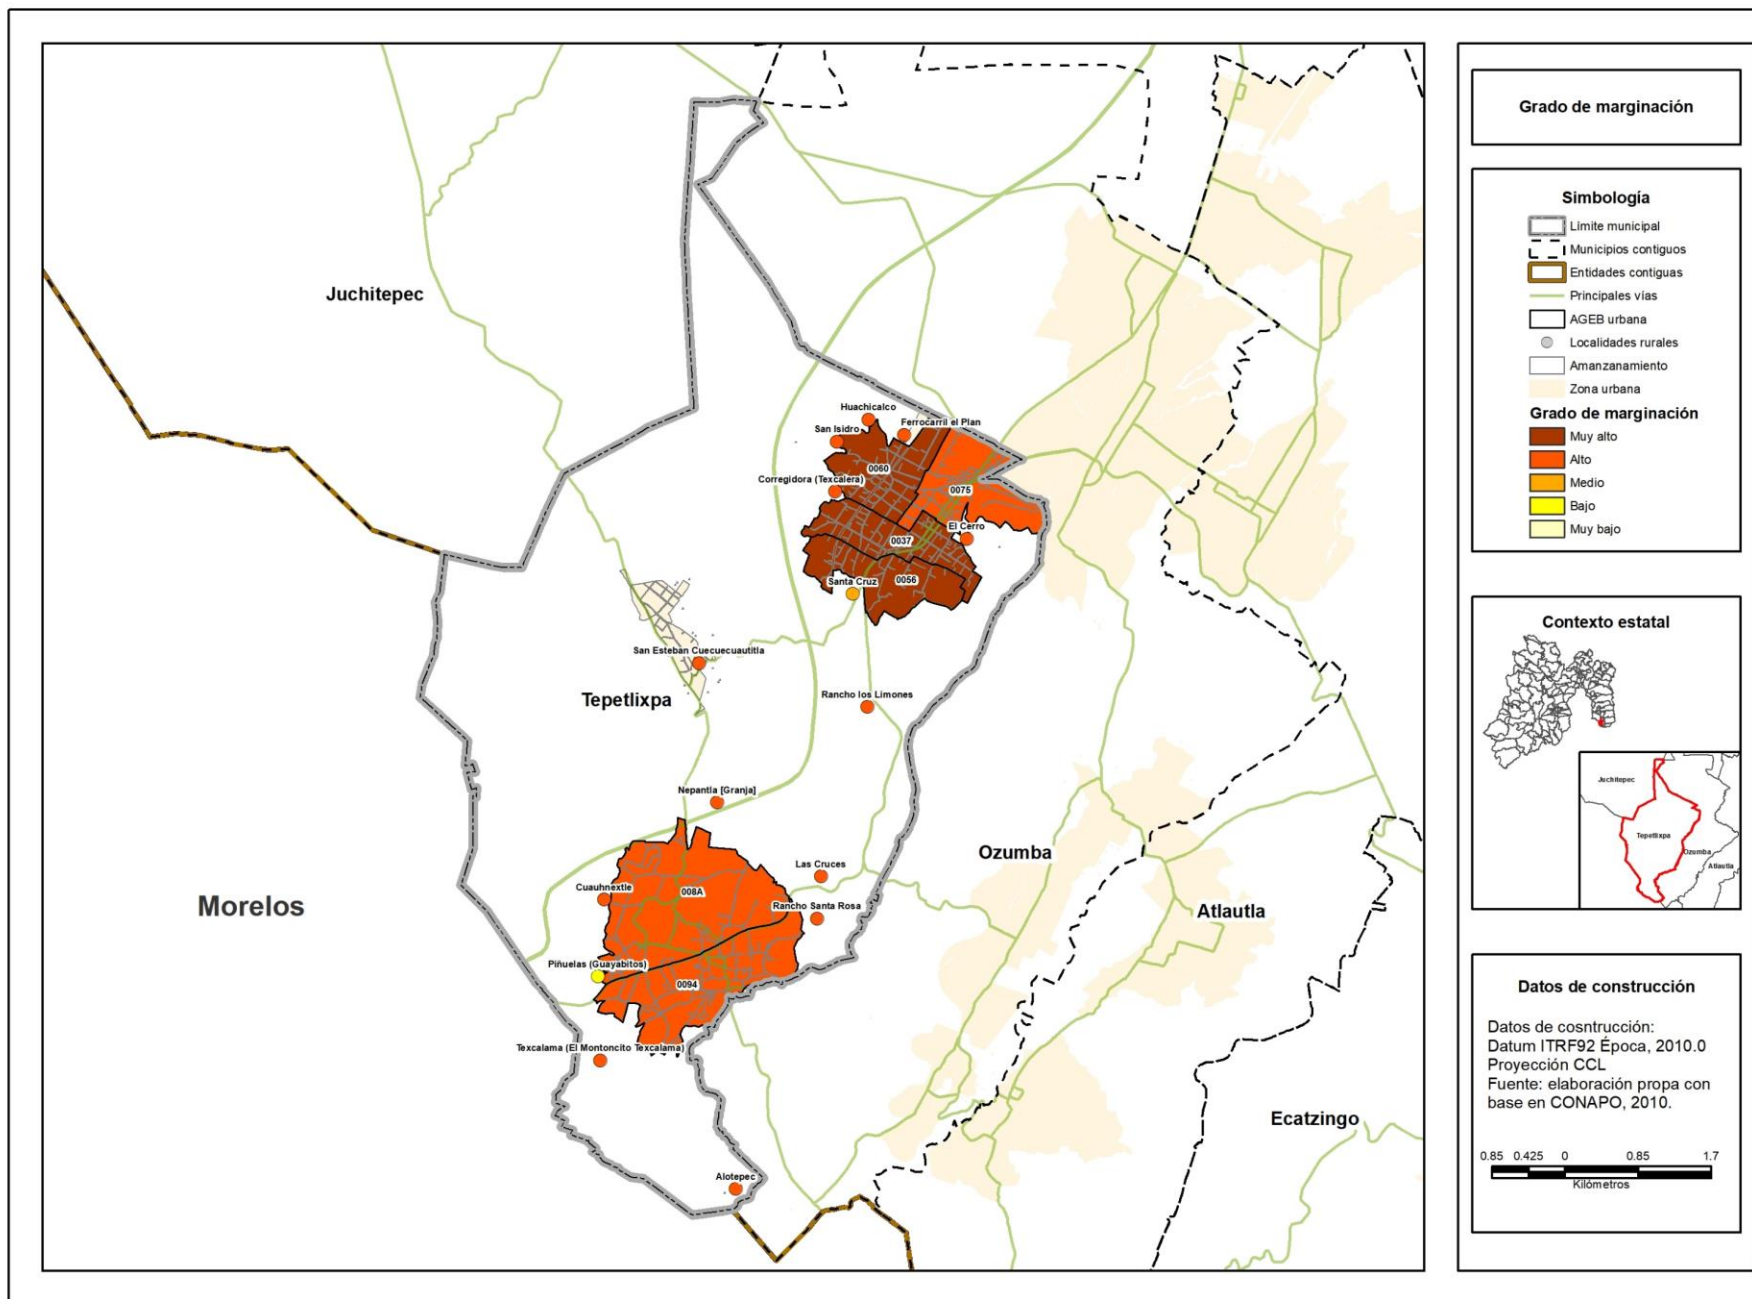 Juchitepec
Huachicalco
Ferrocarril el Plan
San Isidro
0060
Corregidora (Texcalera)
0075
El Cerro
0037
Santa Cruz
0056
San Esteban Cuecuecuautitla
Tepetlixpa
Rancho los Limones
Nepantla [Granja]
Ozumba
Las Cruces
Cuauhnextle
008A
Morelos
Rancho Santa Rosa
Atlautla
Piñuelas (Guayabitos)
0094
Texcalama (El Montoncito Texcalama)
Ecatzingo
Alotepec
Grado de marginación
Simbología
Límite municipal
Municipios contiguos
Entidades contiguas
Principales vías
AGEB urbana
Localidades rurales
Amanzanamiento
Zona urbana
Grado de marginación
Muy alto
Alto
Medio
Bajo
Muy bajo
Contexto estatal
Juchitepec
Tepetlixpa
Ozumba
Atlautla
Datos de construcción
Datos de cosntrucción:
Datum ITRF92 Época, 2010.0
Proyección CCL
Fuente: elaboración propa con
base en CONAPO, 2010.
0.85 0.425 0 0.85 1.7
Kilómetros